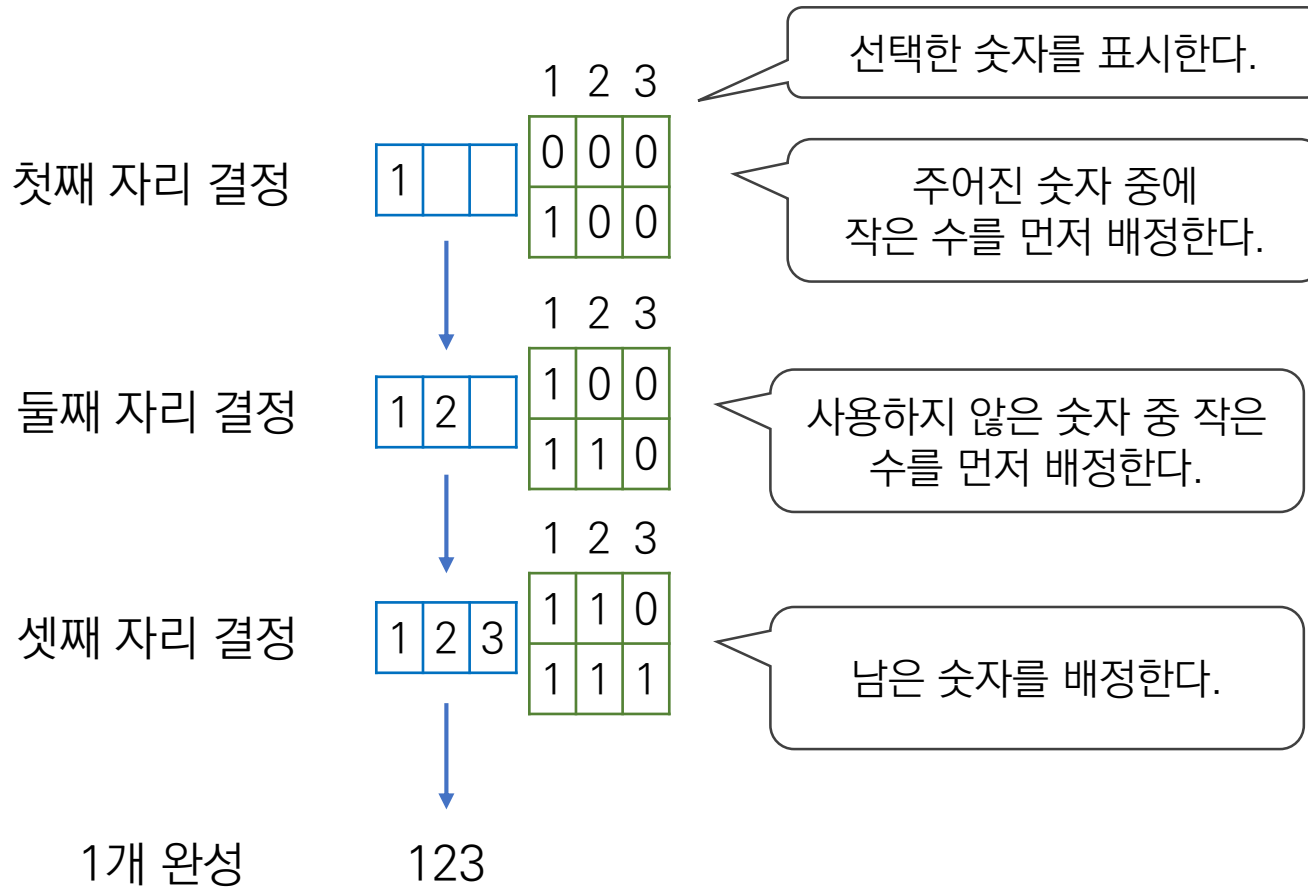 선택한 숫자를 표시한다.
1 2 3
첫째 자리 결정
1
0 0 0
1 0 0
주어진 숫자 중에
작은 수를 먼저 배정한다.
1 2 3
둘째 자리 결정
1 2
1 0 0
1 1 0
사용하지 않은 숫자 중 작은
수를 먼저 배정한다.
1 2 3
셋째 자리 결정
1 2 3
1 1 0
1 1 1
남은 숫자를 배정한다.
1개 완성
123